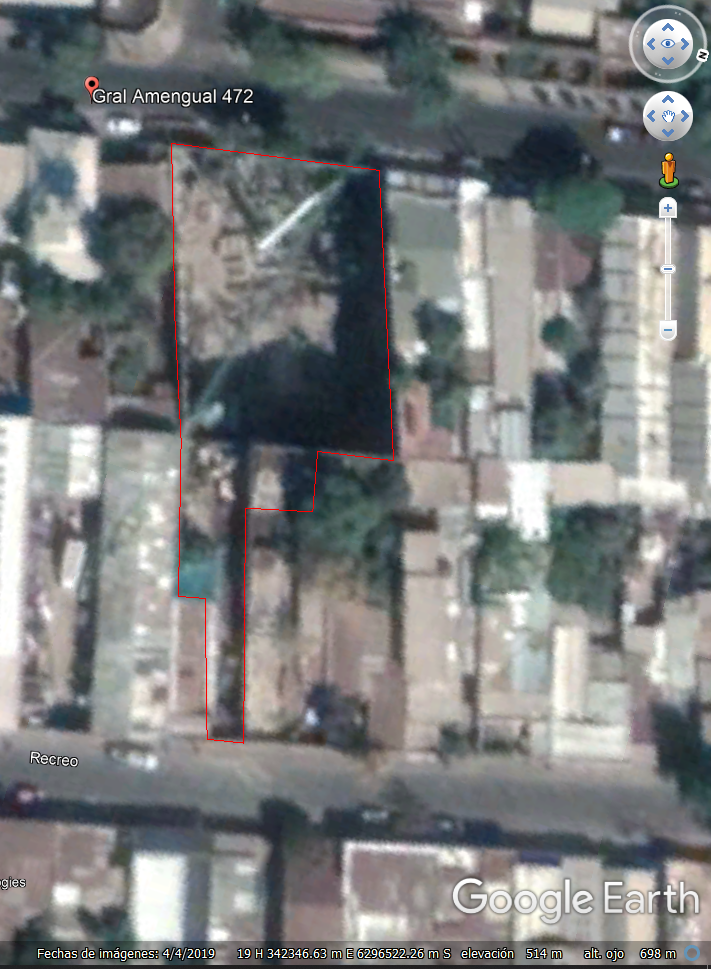 N
Gral Amengual 472
Recreo
ogies
Google Earth
Fechas de imágenes: 4/4/2019 19 H 342346.63 m E 6296522.26 m S elevación 514 m alt. ojo 698 m